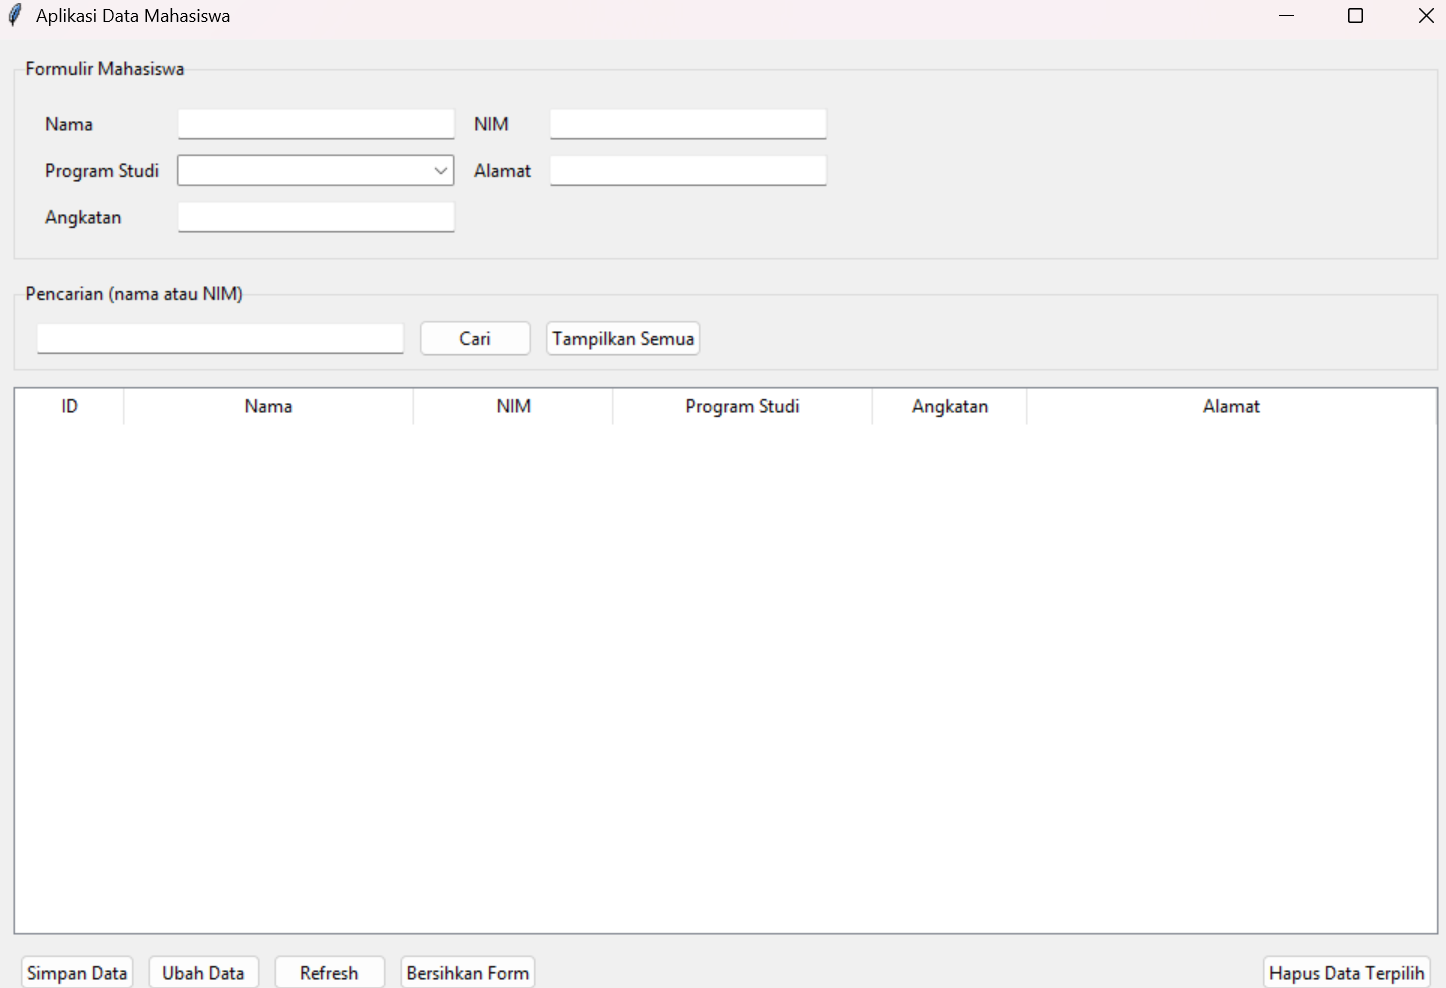 Aplikasi Data Mahasiswa
Formulir Mahasiswa
Nama NIM
Program Studi Alamat
Angkatan
Pencarian (nama atau NIM)
Cari Tampilkan Semua
ID Nama NIM Program Studi Angkatan Alamat
Simpan Data Ubah Data Refresh Bersihkan Form Hapus Data Terpilih